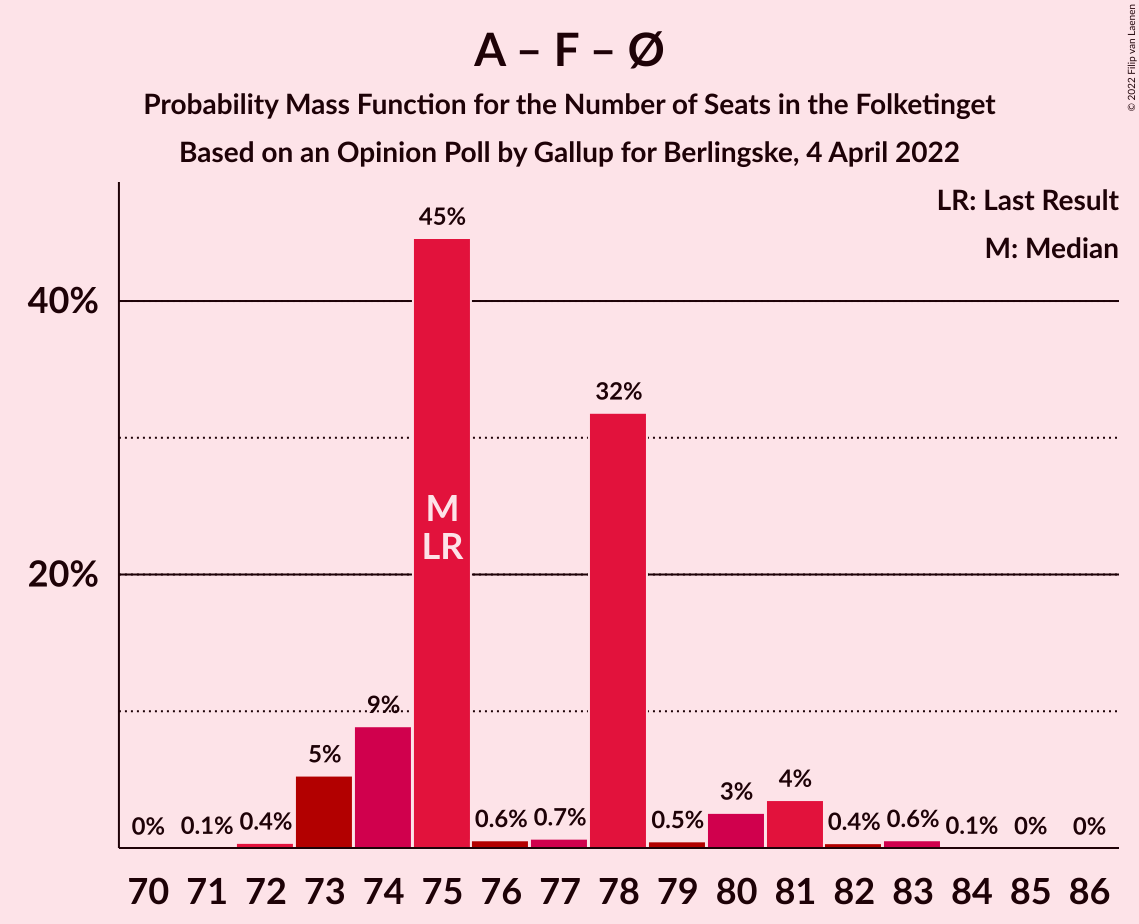 A – F – Ø
Probability Mass Function for the Number of Seats in the Folketinget
Based on an Opinion Poll by Gallup for Berlingske, 4 April 2022
© 2022 Filip van Laenen
LR: Last Result
M: Median
40%
20%
0%
0.1%
0.4%
5%
9%
45%
M
LR
0.6%
0.7%
32%
0.5%
3%
4%
0.4%
0.6%
0.1%
0%
0%
70 71 72 73 74 75 76 77 78 79 80 81 82 83 84 85 86